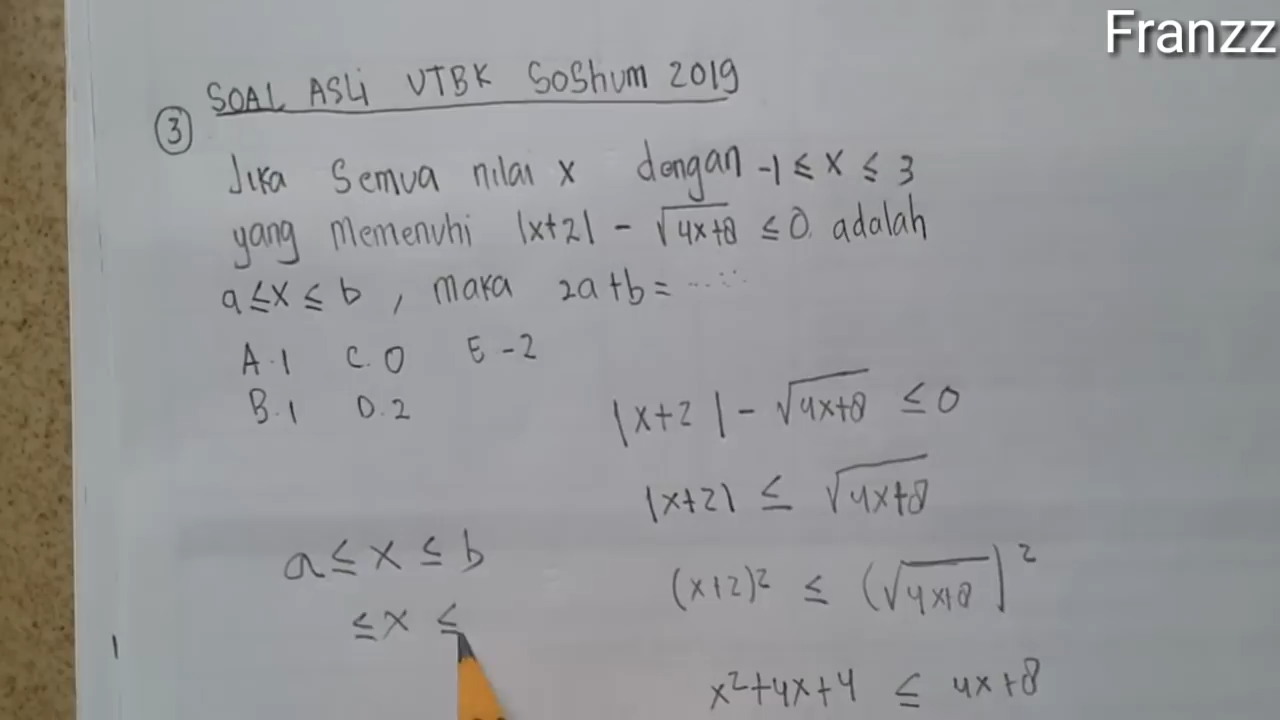 Franzz
SOAL ASLi UTBK SoShum 2019
③ Jika semua nilai x dengan -1 ≤ x ≤ 3
yang memenuhi |x+2| - √(4x+8) ≤ 0 adalah
a ≤ x ≤ b , maka 2a+b = ......
A. 1 C. 0 E -2
B. 1 D. 2
|x+2| - √(4x+8) ≤ 0
|x+2| ≤ √(4x+8)
(x+2)² ≤ (√(4x+8))²
x²+4x+4 ≤ 4x+8
a ≤ x ≤ b
≤ x ≤